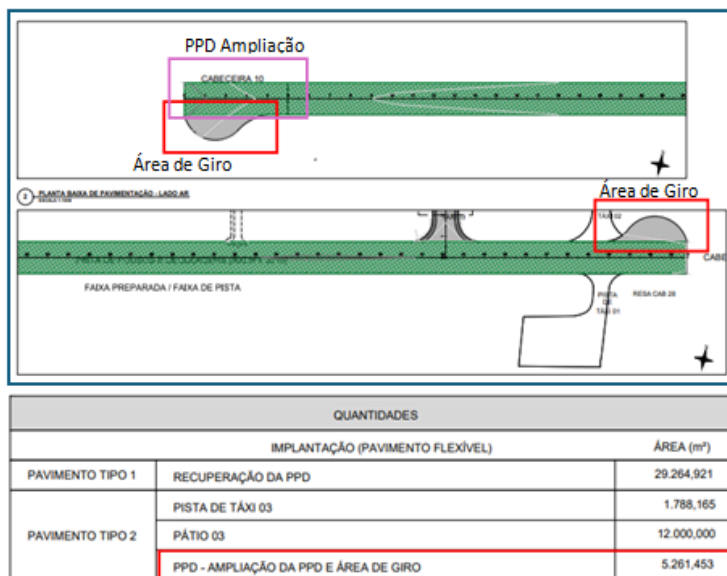 PPD Ampliação
CABECEIRA 10
Área de Giro
2 PLANTA BAIXA DE PAVIMENTAÇÃO - LADO AR
Área de Giro
TÁXI 02
CABE
FAIXA PREPARADA / FAIXA DE PISTA
PISTA DE TÁXI 01
RESA CAB 28
QUANTIDADES
IMPLANTAÇÃO (PAVIMENTO FLEXÍVEL) ÁREA (m²)
PAVIMENTO TIPO 1 RECUPERAÇÃO DA PPD 29.264,921
PAVIMENTO TIPO 2 PISTA DE TÁXI 03 1.788,165
PÁTIO 03 12.000,000
PPD - AMPLIAÇÃO DA PPD E ÁREA DE GIRO 5.261,453